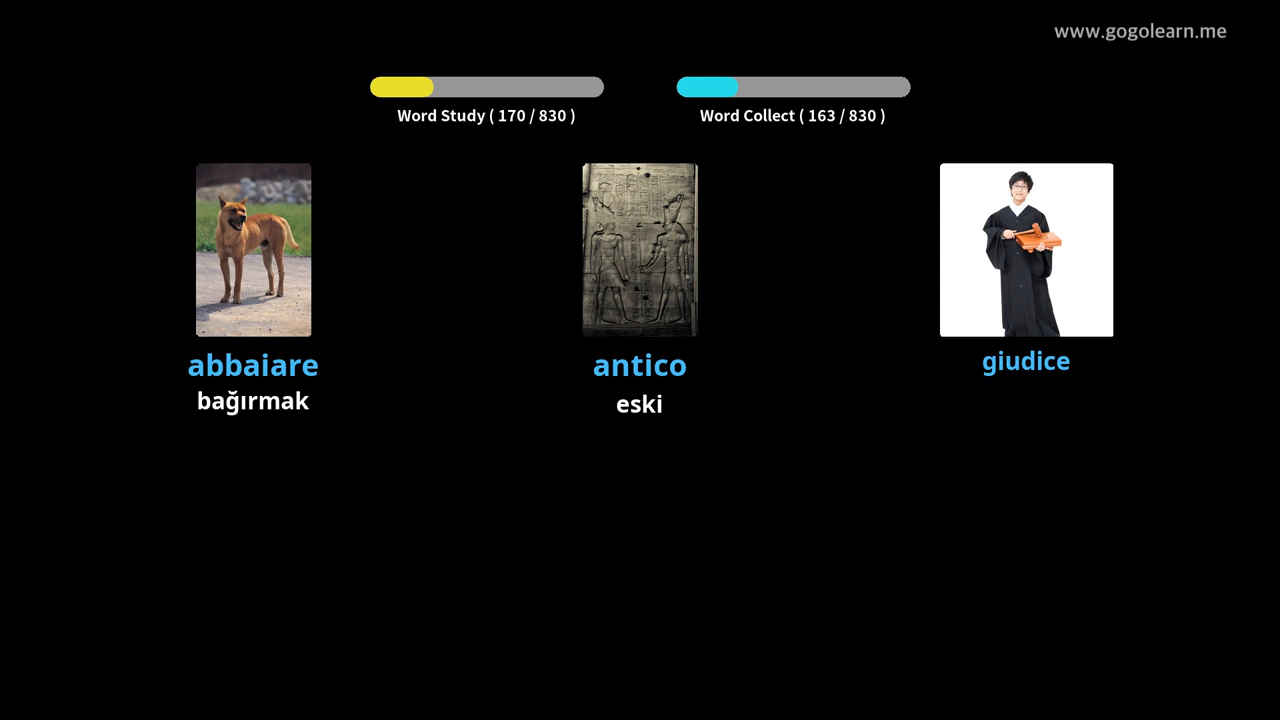 www.gogolearn.me
Word Study ( 170 / 830 )
Word Collect ( 163 / 830 )
abbaiare
bağırmak
antico
eski
giudice